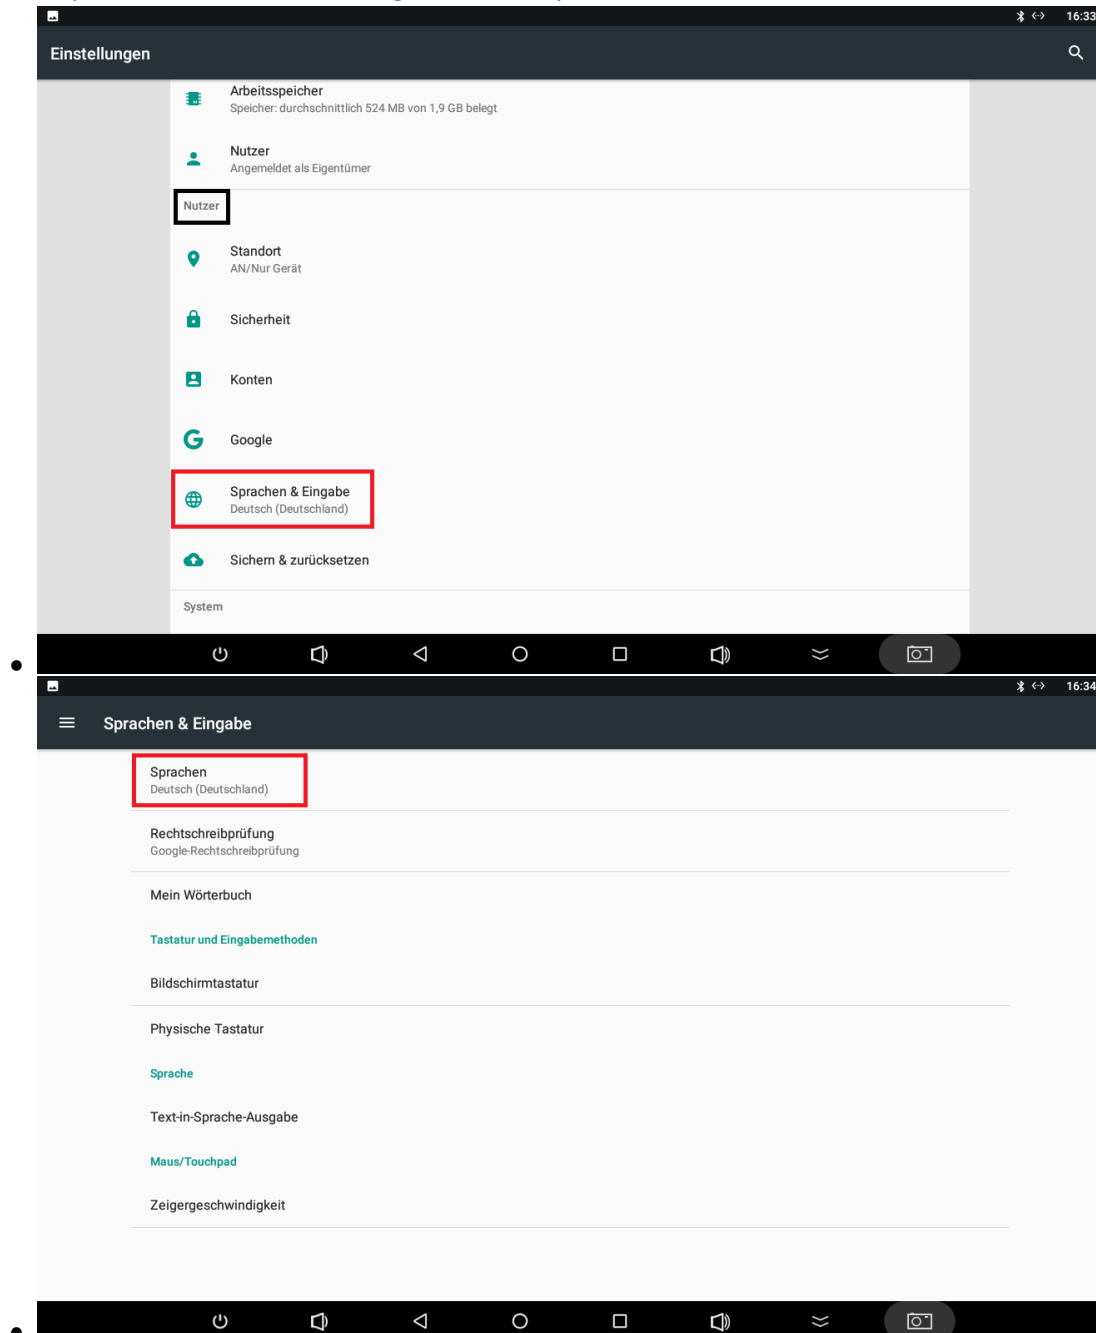 16:33
Einstellungen
Arbeitsspeicher
Speicher: durchschnittlich 524 MB von 1,9 GB belegt
Nutzer
Angemeldet als Eigentümer
Nutzer
Standort
AN/Nur Gerät
Sicherheit
Konten
Google
Sprachen & Eingabe
Deutsch (Deutschland)
Sichern & zurücksetzen
System
16:34
Sprachen & Eingabe
Sprachen
Deutsch (Deutschland)
Rechtschreibprüfung
Google-Rechtschreibprüfung
Mein Wörterbuch
Tastatur und Eingabemethoden
Bildschirmtastatur
Physische Tastatur
Sprache
Text-in-Sprache-Ausgabe
Maus/Touchpad
Zeigergeschwindigkeit